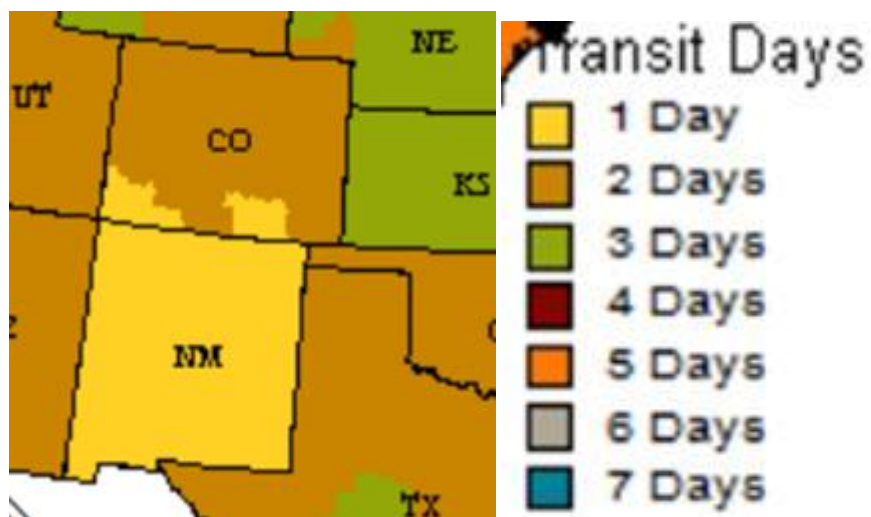 NE
UT
CO
KS
NM
TX
Transit Days
1 Day
2 Days
3 Days
4 Days
5 Days
6 Days
7 Days